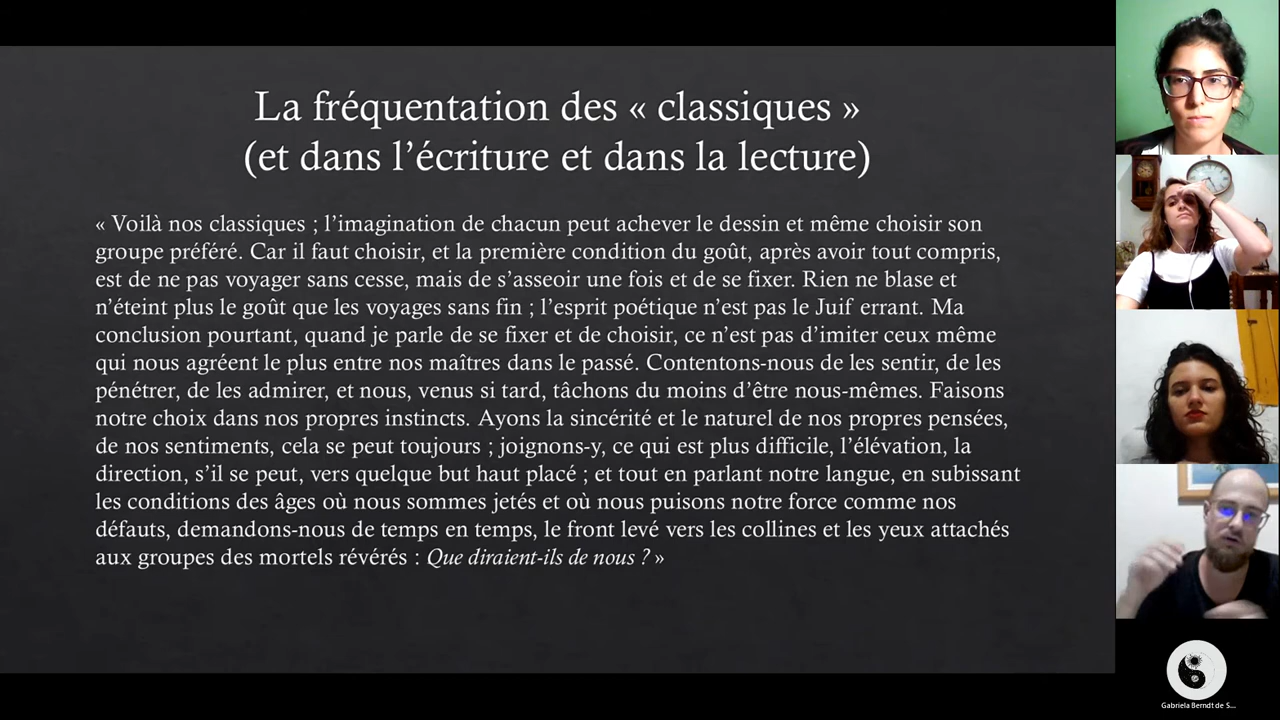 La fréquentation des « classiques »
(et dans l’écriture et dans la lecture)
« Voilà nos classiques ; l’imagination de chacun peut achever le dessin et même choisir son
groupe préféré. Car il faut choisir, et la première condition du goût, après avoir tout compris,
est de ne pas voyager sans cesse, mais de s’asseoir une fois et de se fixer. Rien ne blase et
n’éteint plus le goût que les voyages sans fin ; l’esprit poétique n’est pas le Juif errant. Ma
conclusion pourtant, quand je parle de se fixer et de choisir, ce n’est pas d’imiter ceux même
qui nous agréent le plus entre nos maîtres dans le passé. Contentons-nous de les sentir, de les
pénétrer, de les admirer, et nous, venus si tard, tâchons du moins d’être nous-mêmes. Faisons
notre choix dans nos propres instincts. Ayons la sincérité et le naturel de nos propres pensées,
de nos sentiments, cela se peut toujours ; joignons-y, ce qui est plus difficile, l’élévation, la
direction, s’il se peut, vers quelque but haut placé ; et tout en parlant notre langue, en subissant
les conditions des âges où nous sommes jetés et où nous puisons notre force comme nos
défauts, demandons-nous de temps en temps, le front levé vers les collines et les yeux attachés
aux groupes des mortels révérés : Que diraient-ils de nous ? »
Gabriela Berndt de S...